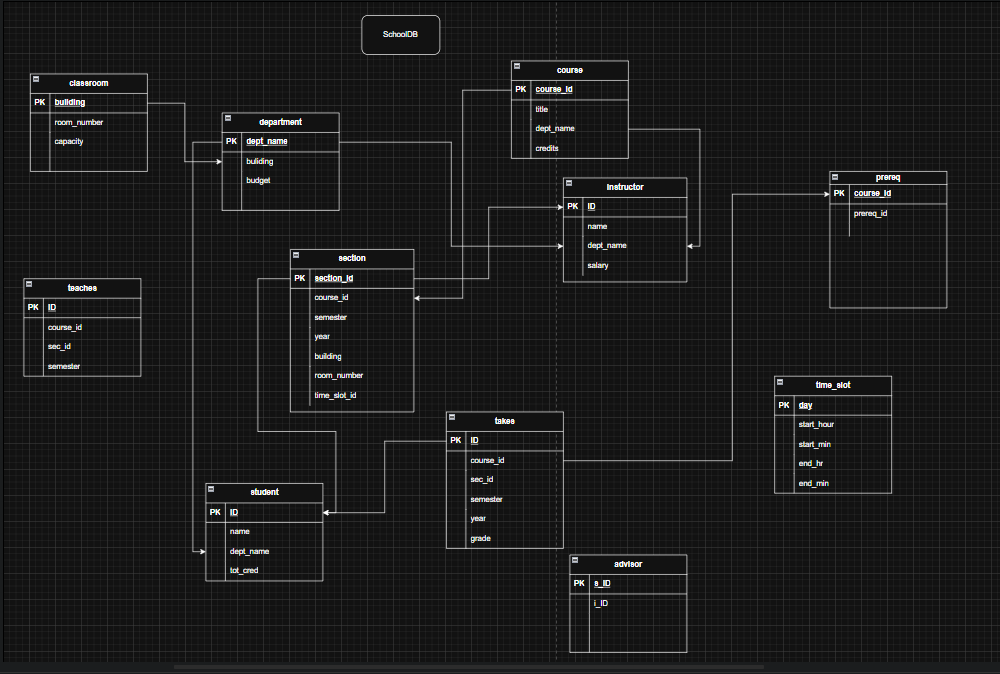 SchoolDB
classroom
PK building
room_number
capacity
department
PK dept_name
buliding
budget
course
PK course_id
title
dept_name
credits
instructor
PK ID
name
dept_name
salary
prereq
PK course_id
prereq_id
section
PK section_id
course_id
semester
year
building
room_number
time_slot_id
teaches
PK ID
course_id
sec_id
semester
time_slot
PK day
start_hour
start_min
end_hr
end_min
takes
PK ID
course_id
sec_id
semester
year
grade
student
PK ID
name
dept_name
tot_cred
advisor
PK s_ID
i_ID